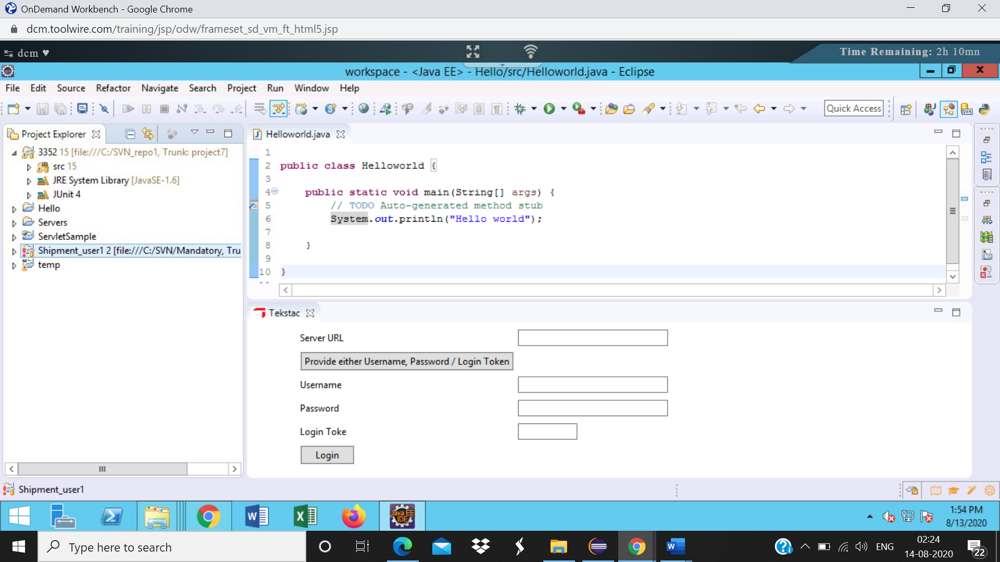 OnDemand Workbench - Google Chrome
dcm.toolwire.com/training/jsp/odw/frameset_sd_vm_ft_html5.jsp
dcm ♥
Time Remaining: 2h 10mn
workspace - <Java EE> - Hello/src/Helloworld.java - Eclipse
File Edit Source Refactor Navigate Search Project Run Window Help
Quick Access
Project Explorer
3352 15 [file:///C:/SVN_repo1, Trunk: project7]
src 15
JRE System Library [JavaSE-1.6]
JUnit 4
Hello
Servers
ServletSample
Shipment_user1 2 [file:///C:/SVN/Mandatory, Tru
temp
Helloworld.java
1
2 public class Helloworld {
3
4 public static void main(String[] args) {
5 // TODO Auto-generated method stub
6 System.out.println("Hello world");
7
8 }
9
10 }
Tekstac
Server URL
Provide either Username, Password / Login Token
Username
Password
Login Toke
Login
Shipment_user1
1:54 PM
8/13/2020
Type here to search
ENG
02:24
14-08-2020
22